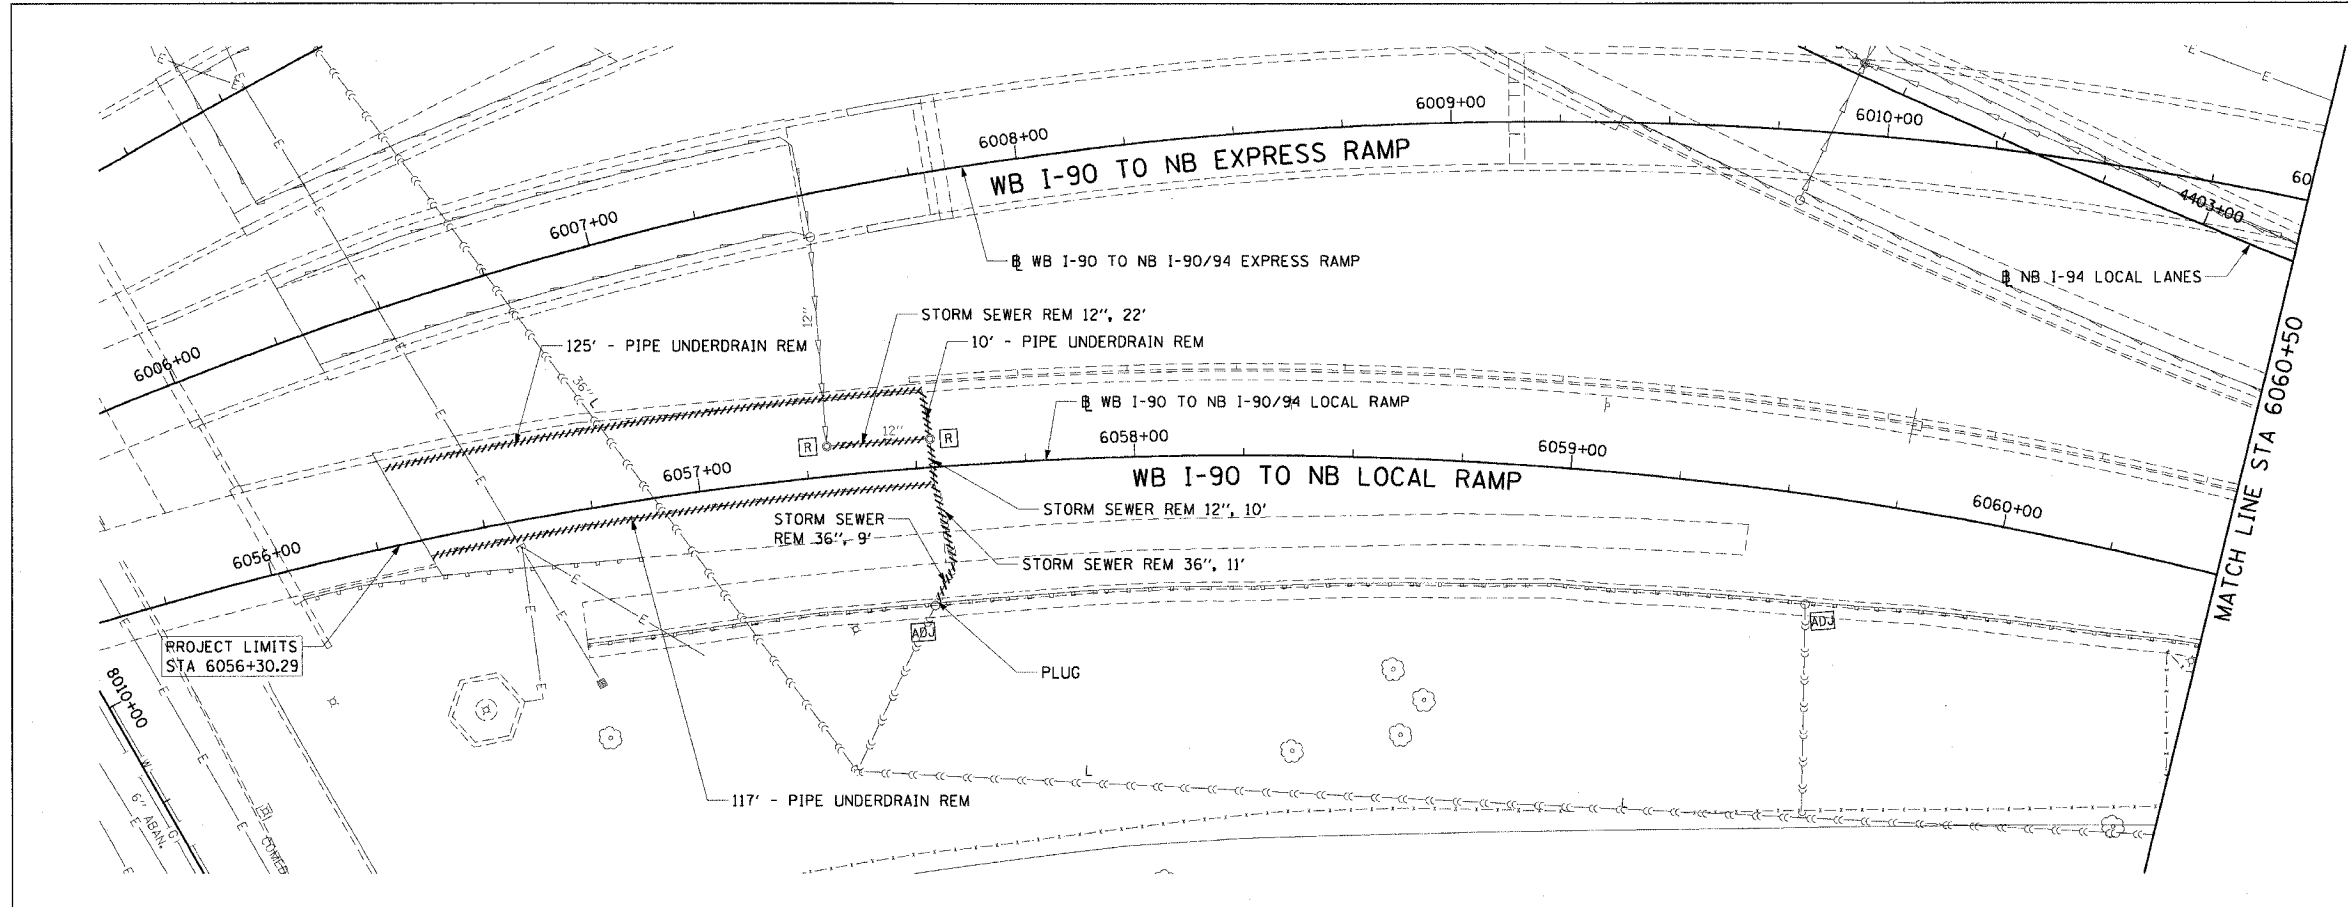 6009+00
6010+00
6008+00
WB I-90 TO NB EXPRESS RAMP
60
4403+00
6007+00
℄ WB I-90 TO NB I-90/94 EXPRESS RAMP
℄ NB I-94 LOCAL LANES
STORM SEWER REM 12", 22'
12"
10' - PIPE UNDERDRAIN REM
125' - PIPE UNDERDRAIN REM
6006+00
36" L
℄ WB I-90 TO NB I-90/94 LOCAL RAMP
MATCH LINE STA 6060+50
12"
R
R
6058+00
6059+00
6057+00
WB I-90 TO NB LOCAL RAMP
6060+00
STORM SEWER REM 12", 10'
STORM SEWER
REM 36", 9'
6056+00
STORM SEWER REM 36", 11'
ADJ
ADJ
PROJECT LIMITS
STA 6056+30.29
PLUG
8010+00
L
L
117' - PIPE UNDERDRAIN REM
W
G
6" ABAN.
COMED
E
E
E
E
E
E
E
E
E
E
E